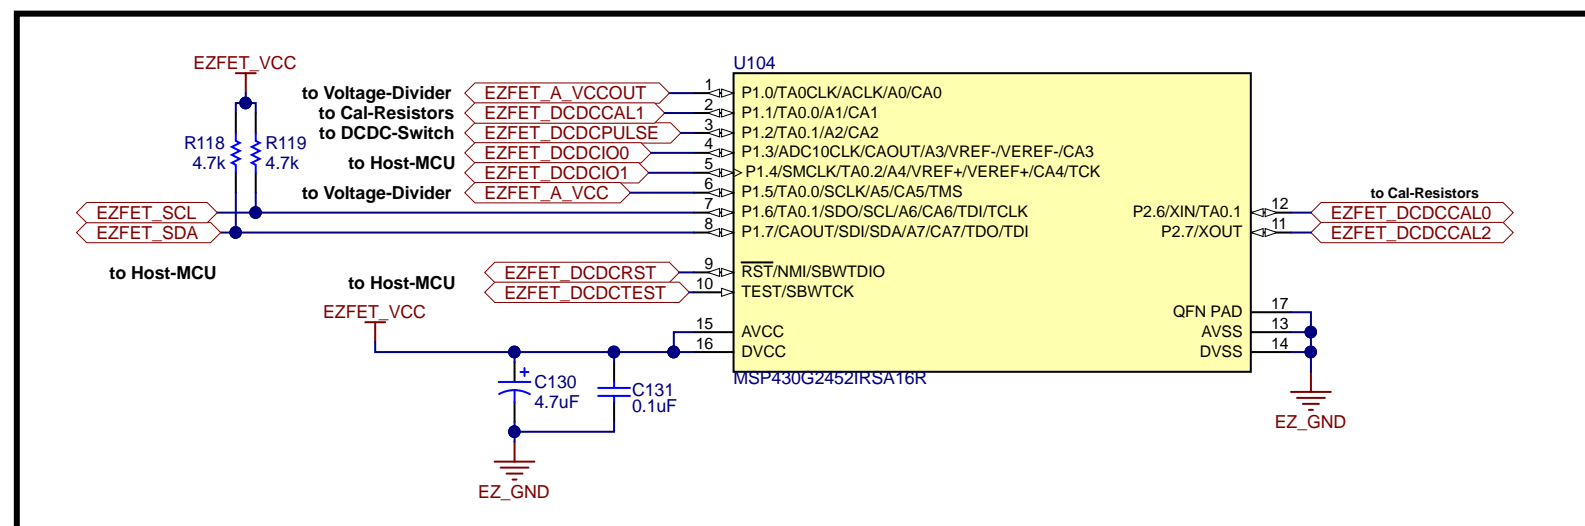 U104
EZFET_VCC
to Voltage-Divider EZFET_A_VCCOUT 1 P1.0/TA0CLK/ACLK/A0/CA0
to Cal-Resistors EZFET_DCDCCAL1 2 P1.1/TA0.0/A1/CA1
to DCDC-Switch EZFET_DCDCPULSE 3 P1.2/TA0.1/A2/CA2
R118 R119
4.7k 4.7k
EZFET_DCDCIO0 4 P1.3/ADC10CLK/CAOUT/A3/VREF-/VEREF-/CA3
to Host-MCU
EZFET_DCDCIO1 5 P1.4/SMCLK/TA0.2/A4/VREF+/VEREF+/CA4/TCK
to Voltage-Divider EZFET_A_VCC 6 P1.5/TA0.0/SCLK/A5/CA5/TMS
to Cal-Resistors
EZFET_SCL 7 P1.6/TA0.1/SDO/SCL/A6/CA6/TDI/TCLK P2.6/XIN/TA0.1 12 EZFET_DCDCCAL0
EZFET_SDA 8 P1.7/CAOUT/SDI/SDA/A7/CA7/TDO/TDI P2.7/XOUT 11 EZFET_DCDCCAL2
to Host-MCU
EZFET_DCDCRST 9 RST/NMI/SBWTDIO
to Host-MCU
EZFET_DCDCTEST 10 TEST/SBWTCK
EZFET_VCC
QFN PAD 17
15 AVCC AVSS 13
16 DVCC DVSS 14
MSP430G2452IRSA16R
+ C130
4.7uF
C131
0.1uF
EZ_GND
EZ_GND